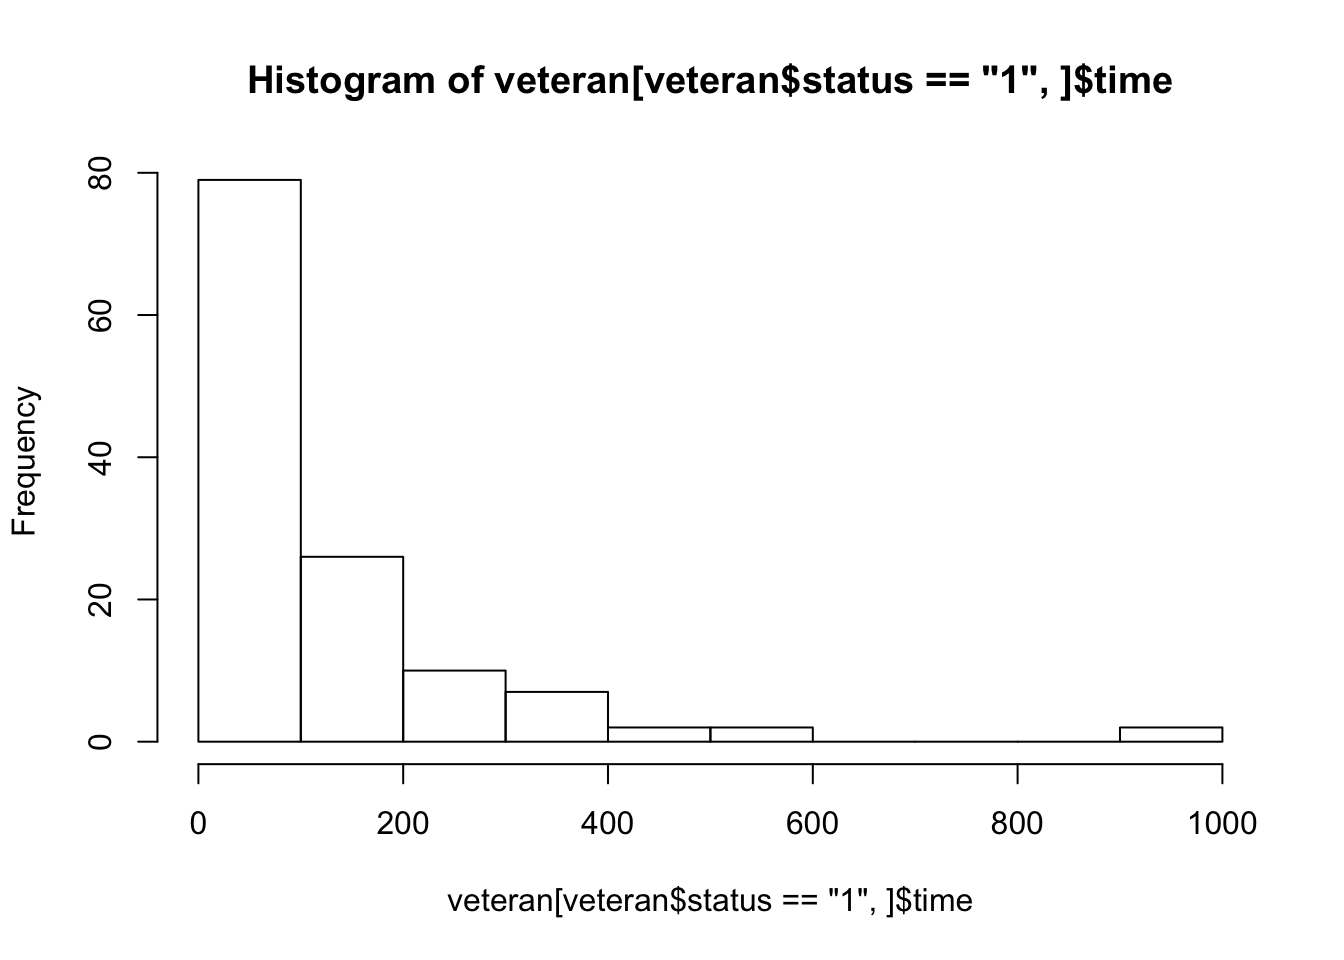 Histogram of veteran[veteran$status == "1", ]$time
80
60
40
20
0
Frequency
0 200 400 600 800 1000
veteran[veteran$status == "1", ]$time